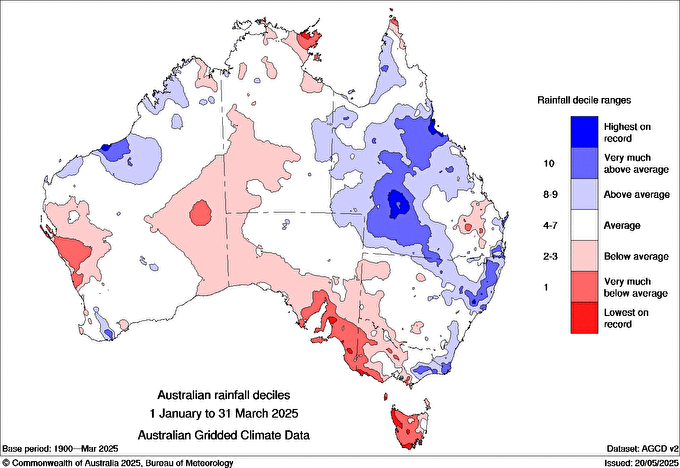 Rainfall decile ranges
Highest on
record
10
Very much
above average
8-9
Above average
4-7
Average
2-3
Below average
1
Very much
below average
Lowest on
record
Australian rainfall deciles
1 January to 31 March 2025
Australian Gridded Climate Data
Base period: 1900—Mar 2025
Dataset: AGCD v2
© Commonwealth of Australia 2025, Bureau of Meteorology
Issued: 20/05/2025